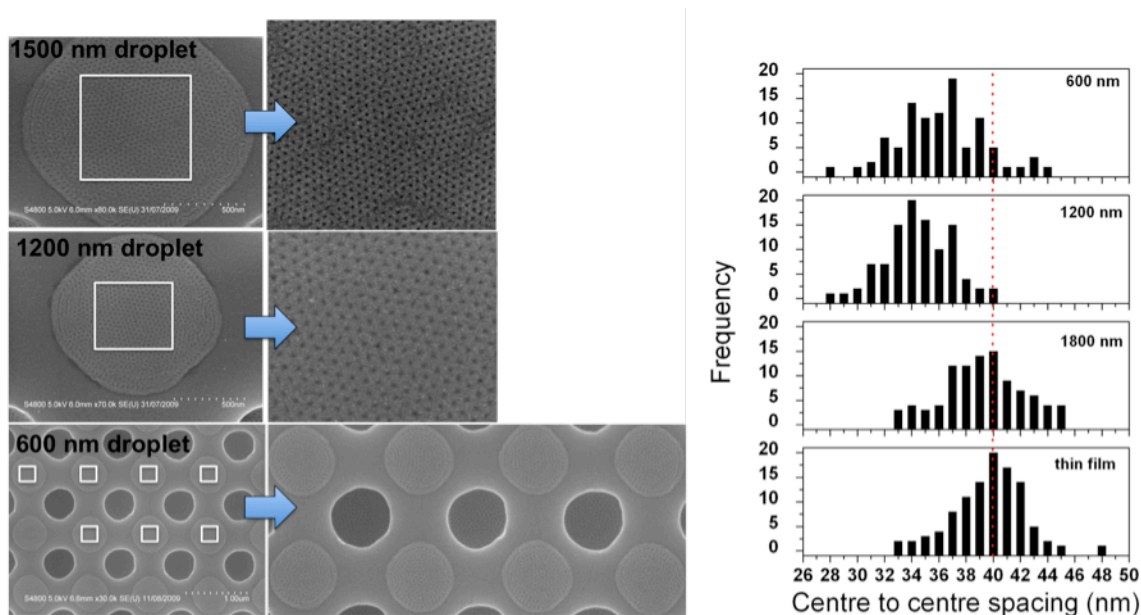 1500 nm droplet
S4800 5.0kV 6.0mm x80.0k SE(U) 31/07/2009
500nm
1200 nm droplet
S4800 5.0kV 6.0mm x70.0k SE(U) 31/07/2009
500nm
600 nm droplet
S4800 5.0kV 6.6mm x30.0k SE(U) 11/08/2009
1.00um
Frequency
20
15
10
5
0
600 nm
20
15
10
5
0
1200 nm
20
15
10
5
0
1800 nm
20
15
10
5
0
thin film
26 28 30 32 34 36 38 40 42 44 46 48 50
Centre to centre spacing (nm)